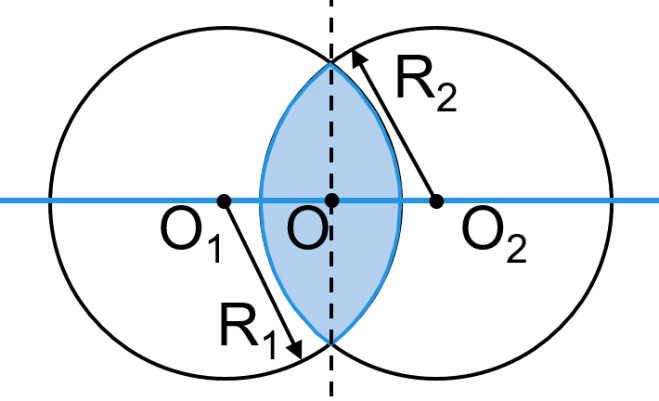 R₂
O₁ O O₂
R₁